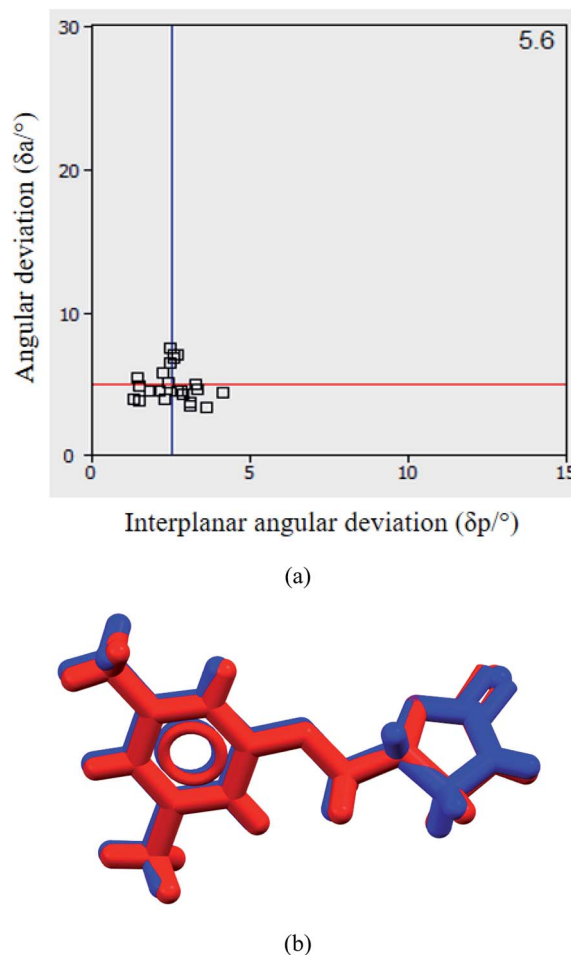 30
5.6
20
10
0
0
5
10
15
Angular deviation (δa/°)
Interplanar angular deviation (δp/°)
(a)
(b)